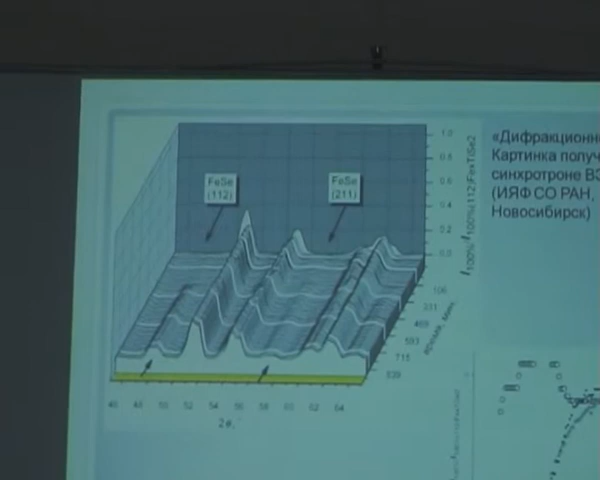 «Дифракционн
Картинка получ
синхротроне ВЭ
(ИЯФ СО РАН,
Новосибирск)
FeSe
(112)
FeSe
(211)
1.0
0.8
0.6
0.4
0.2
0.0
106
331
469
593
715
839
46 48 50 52 54 56 58 60 62 64
2θ,